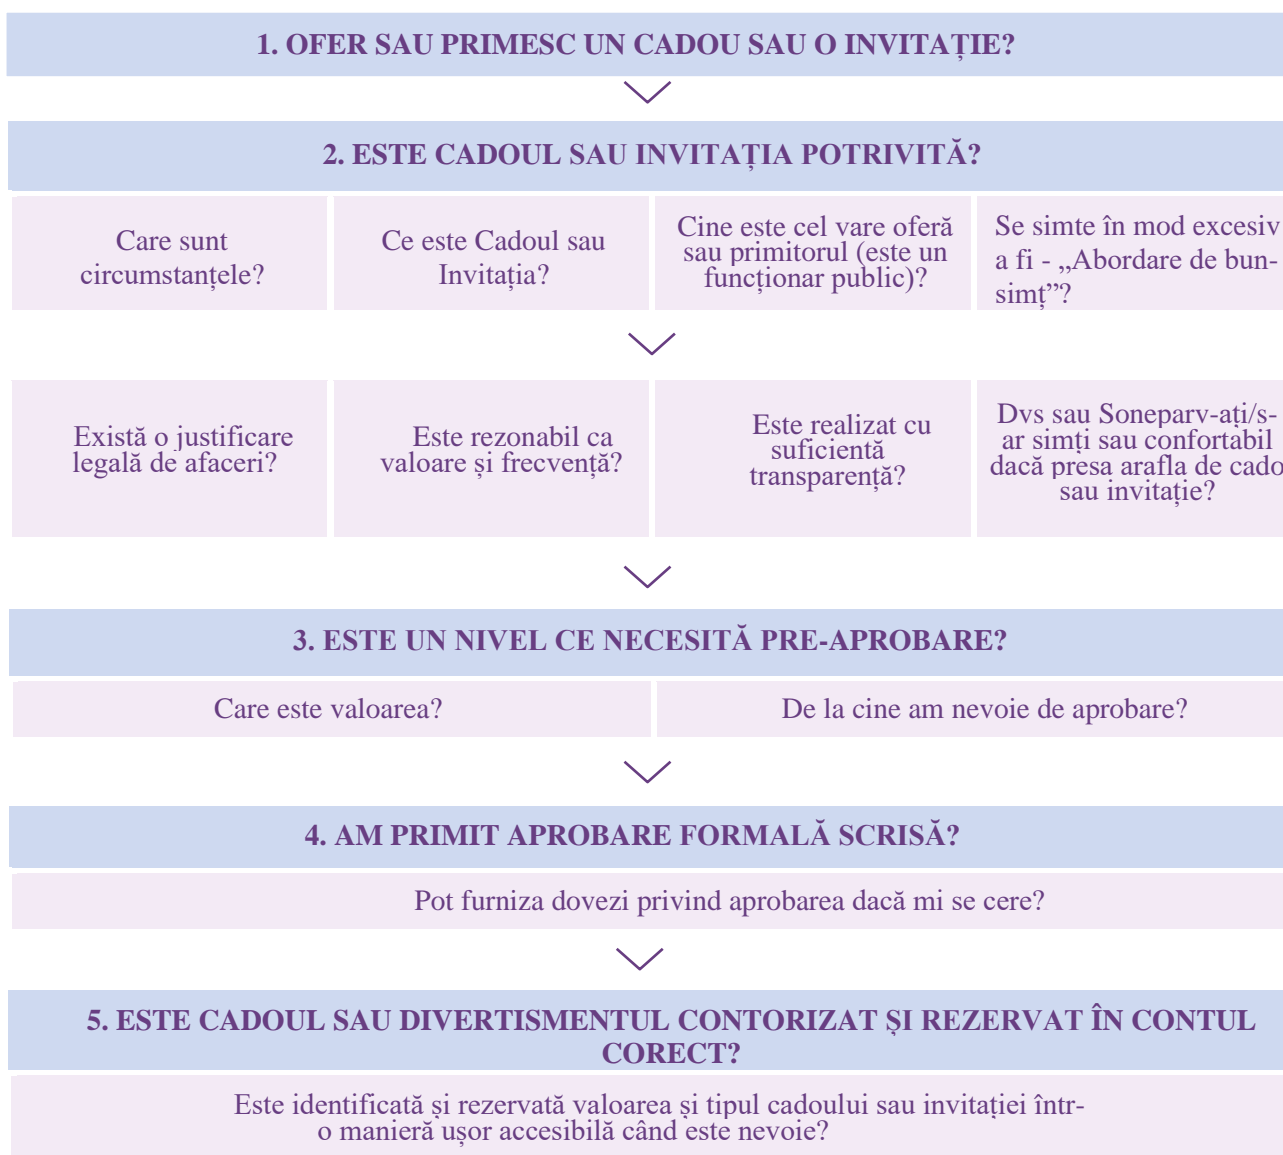 1. OFER SAU PRIMESC UN CADOU SAU O INVITAȚIE?
2. ESTE CADOUL SAU INVITAȚIA POTRIVITĂ?
Care sunt
circumstanțele?
Ce este Cadoul sau
Invitația?
Cine este cel vare oferă
sau primitorul (este un
funcționar public)?
Se simte în mod excesiv
a fi - „Abordare de bun-
simț”?
Există o justificare
legală de afaceri?
Este rezonabil ca
valoare și frecvență?
Este realizat cu
suficientă
transparență?
Dvs sau Soneparv-ați/s-
ar simți sau confortabil
dacă presa arafla de cado
sau invitație?
3. ESTE UN NIVEL CE NECESITĂ PRE-APROBARE?
Care este valoarea?
De la cine am nevoie de aprobare?
4. AM PRIMIT APROBARE FORMALĂ SCRISĂ?
Pot furniza dovezi privind aprobarea dacă mi se cere?
5. ESTE CADOUL SAU DIVERTISMENTUL CONTORIZAT ȘI REZERVAT ÎN CONTUL
CORECT?
Este identificată și rezervată valoarea și tipul cadoului sau invitației într-
o manieră ușor accesibilă când este nevoie?